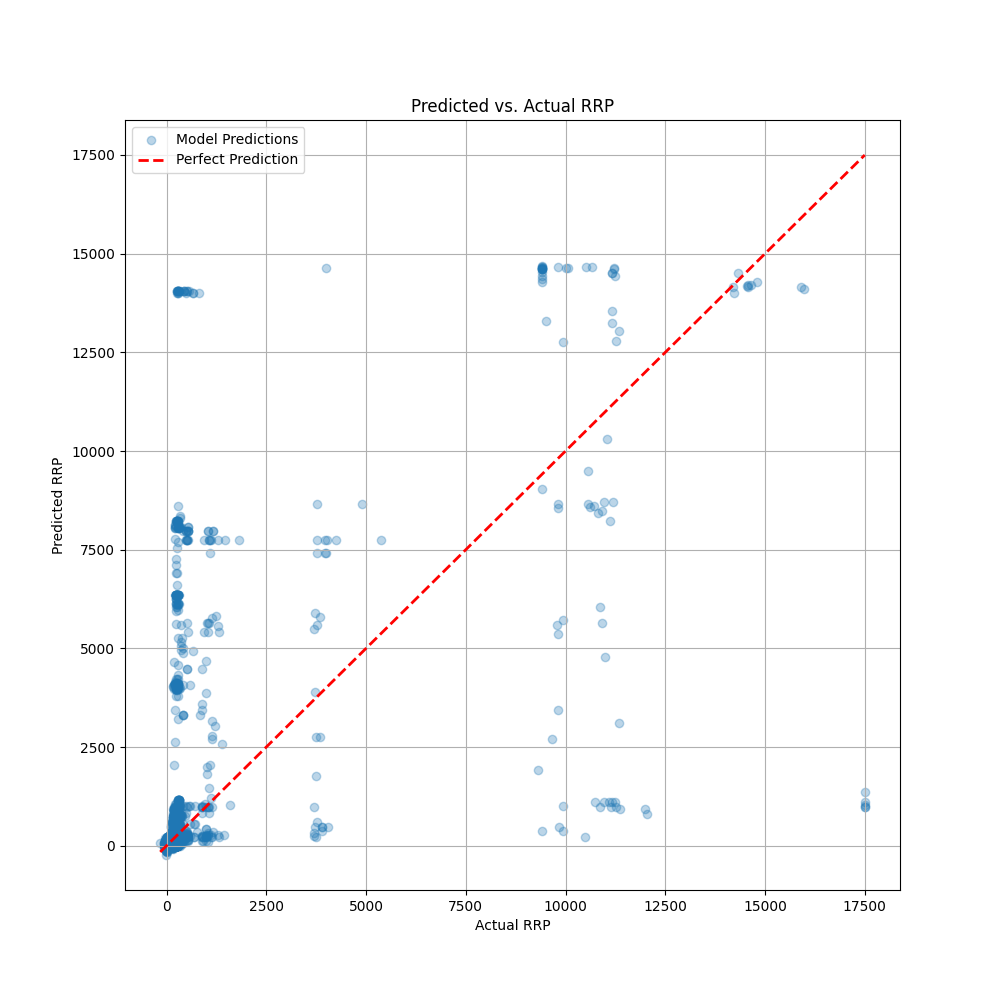 Predicted vs. Actual RRP
Model Predictions
Perfect Prediction
17500
15000
12500
10000
7500
5000
2500
0
Predicted RRP
0 2500 5000 7500 10000 12500 15000 17500
Actual RRP